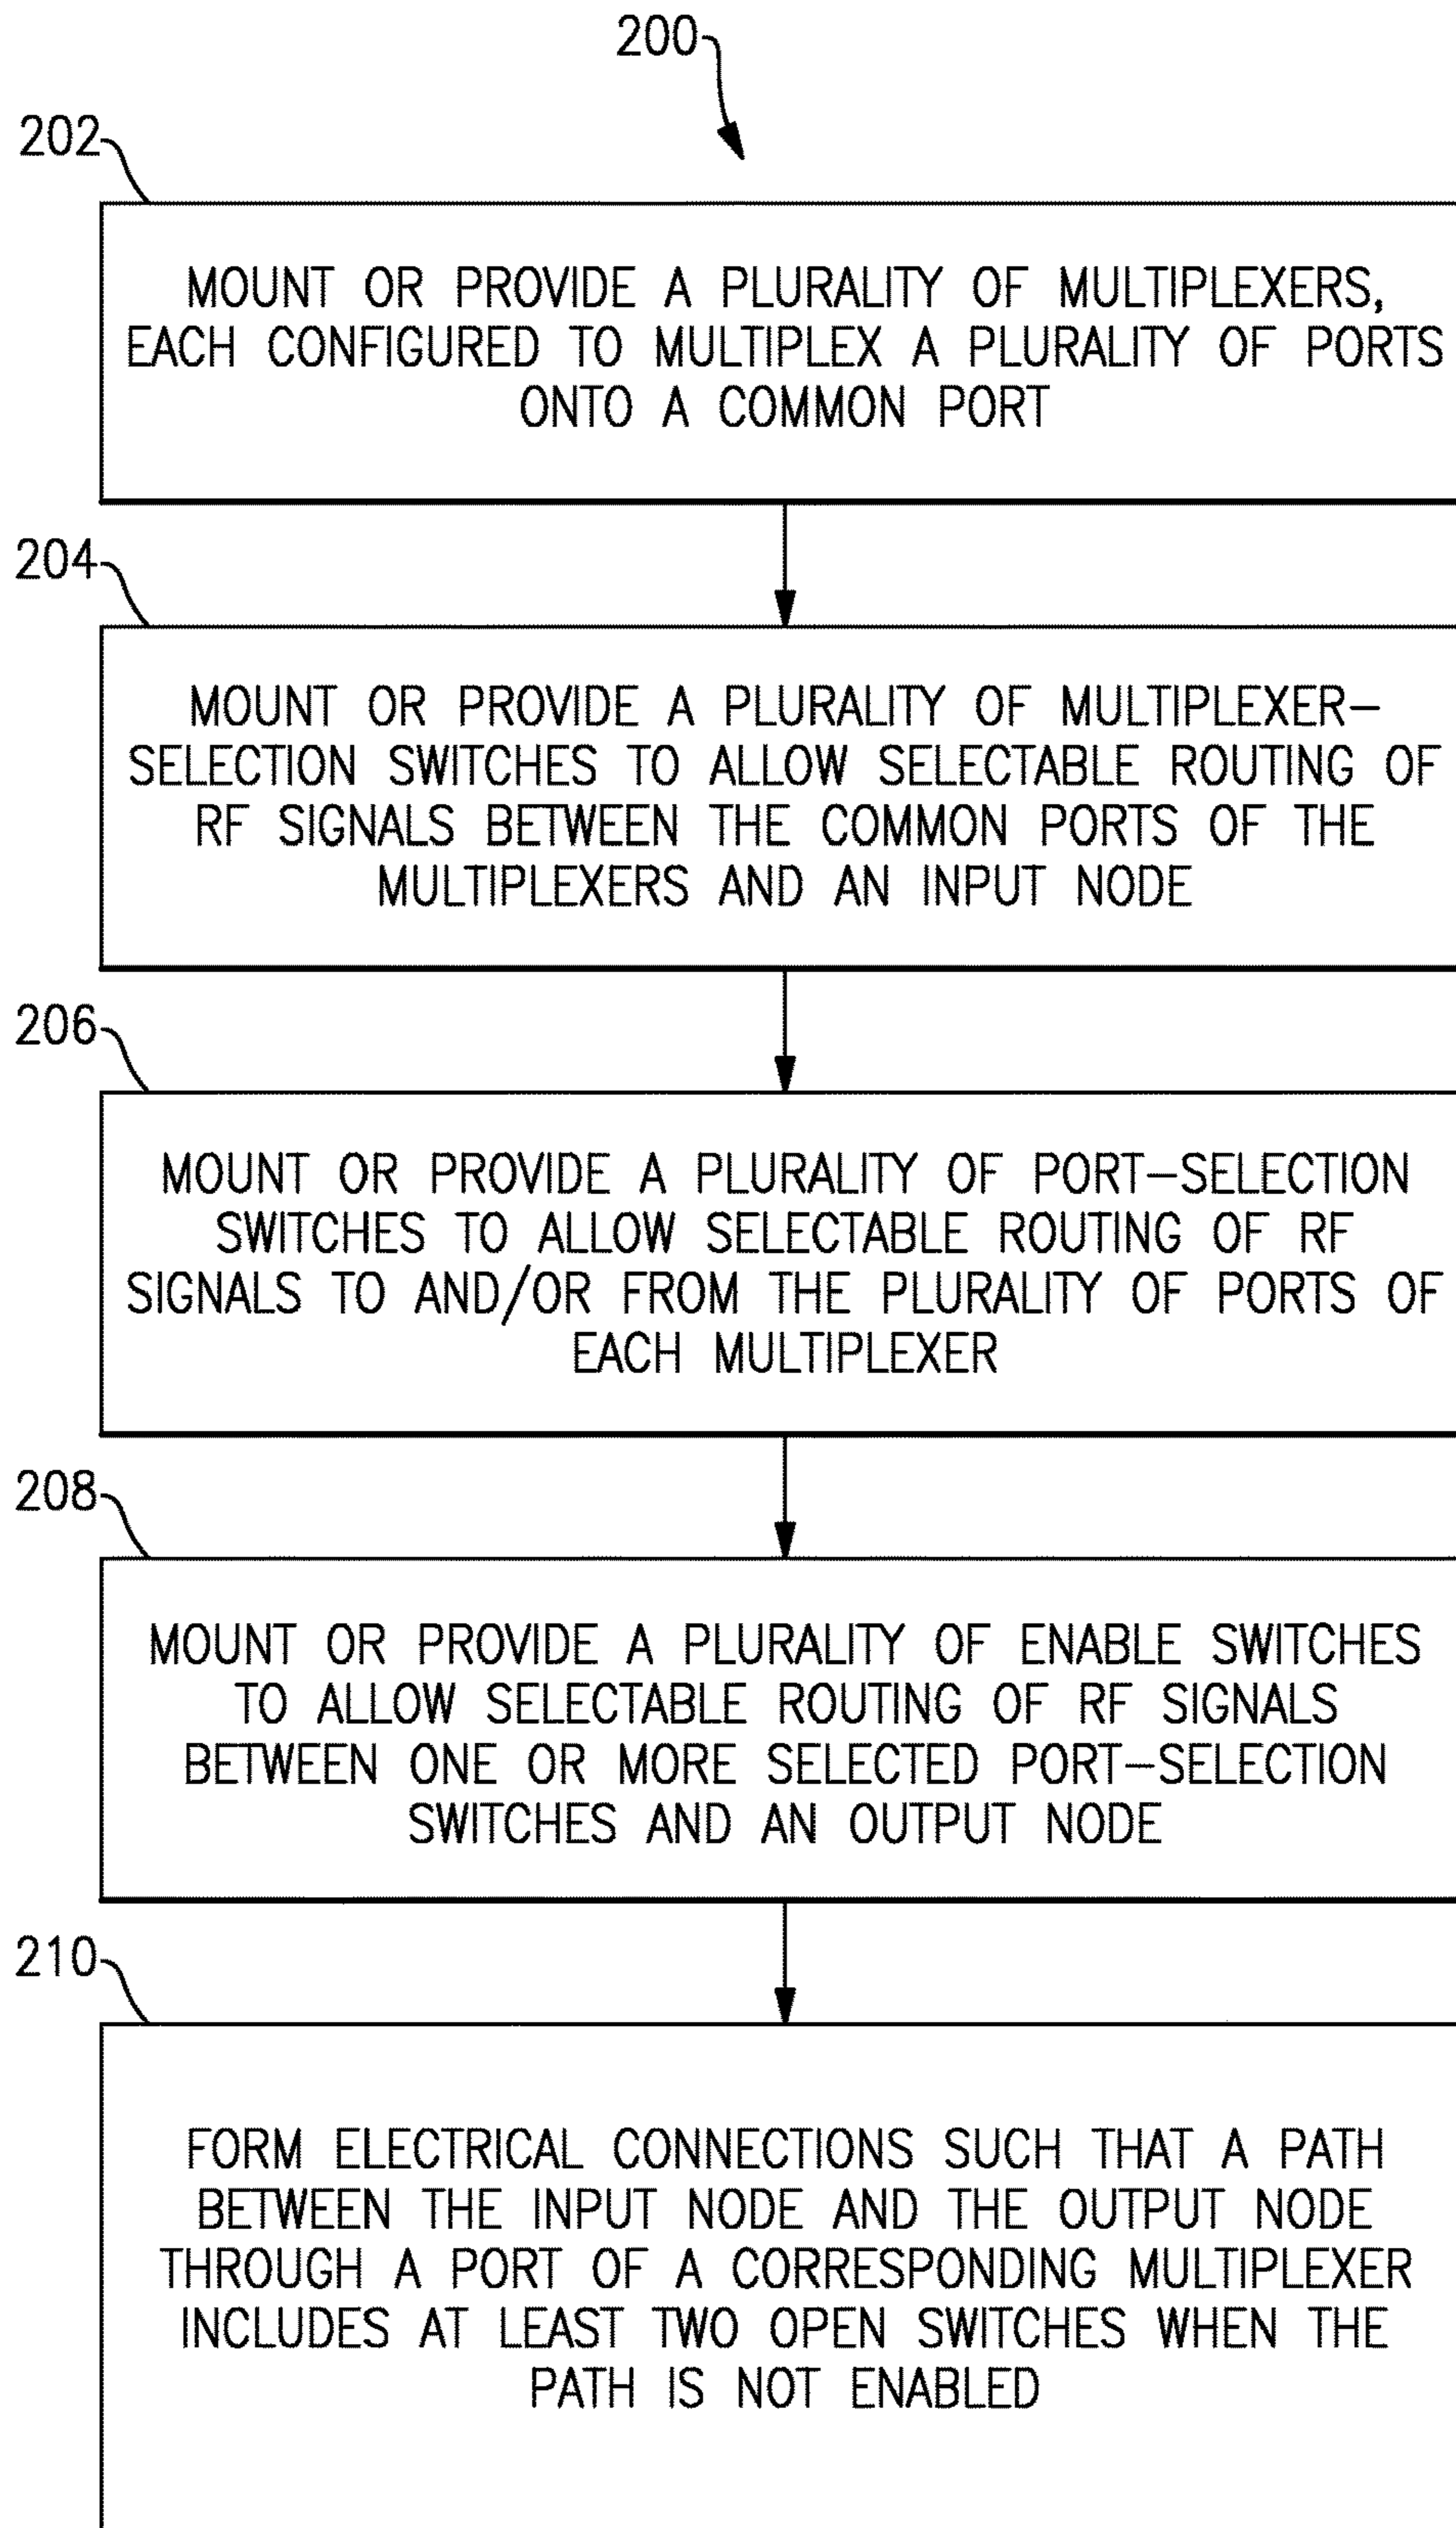 200
202
MOUNT OR PROVIDE A PLURALITY OF MULTIPLEXERS,
EACH CONFIGURED TO MULTIPLEX A PLURALITY OF PORTS
ONTO A COMMON PORT
204
MOUNT OR PROVIDE A PLURALITY OF MULTIPLEXER-
SELECTION SWITCHES TO ALLOW SELECTABLE ROUTING OF
RF SIGNALS BETWEEN THE COMMON PORTS OF THE
MULTIPLEXERS AND AN INPUT NODE
206
MOUNT OR PROVIDE A PLURALITY OF PORT-SELECTION
SWITCHES TO ALLOW SELECTABLE ROUTING OF RF
SIGNALS TO AND/OR FROM THE PLURALITY OF PORTS OF
EACH MULTIPLEXER
208
MOUNT OR PROVIDE A PLURALITY OF ENABLE SWITCHES
TO ALLOW SELECTABLE ROUTING OF RF SIGNALS
BETWEEN ONE OR MORE SELECTED PORT-SELECTION
SWITCHES AND AN OUTPUT NODE
210
FORM ELECTRICAL CONNECTIONS SUCH THAT A PATH
BETWEEN THE INPUT NODE AND THE OUTPUT NODE
THROUGH A PORT OF A CORRESPONDING MULTIPLEXER
INCLUDES AT LEAST TWO OPEN SWITCHES WHEN THE
PATH IS NOT ENABLED